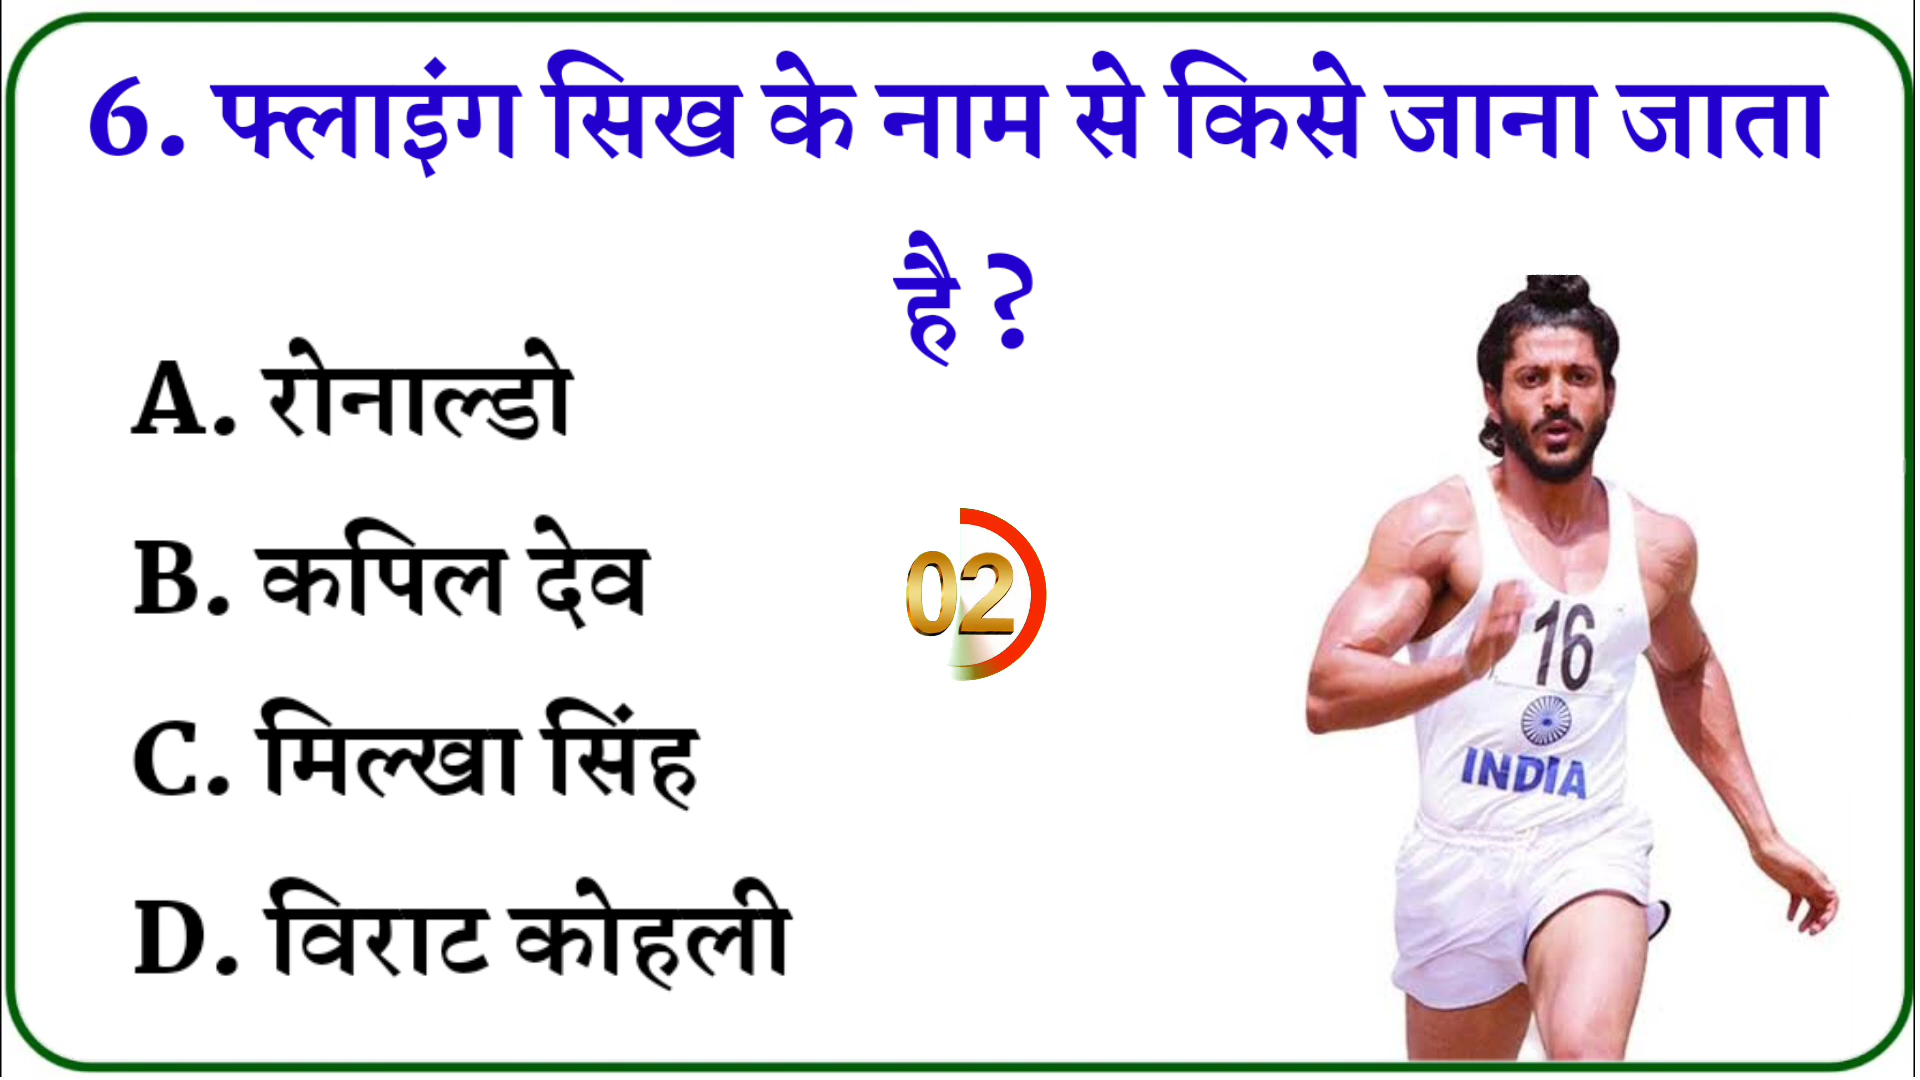 6. फ्लाइंग सिख के नाम से किसे जाना जाता
है ?
A. रोनाल्डो
B. कपिल देव
02
C. मिल्खा सिंह
D. विराट कोहली
16
INDIA